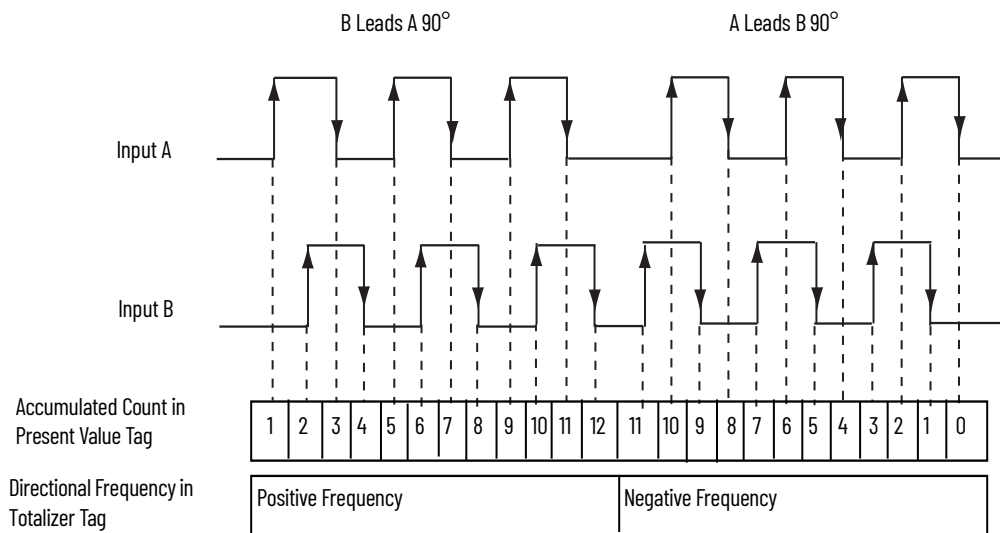 B Leads A 90°
A Leads B 90°
Input A
Input B
Accumulated Count in
Present Value Tag
1 2 3 4 5 6 7 8 9 10 11 12 11 10 9 8 7 6 5 4 3 2 1 0
Directional Frequency in
Totalizer Tag
Positive Frequency
Negative Frequency